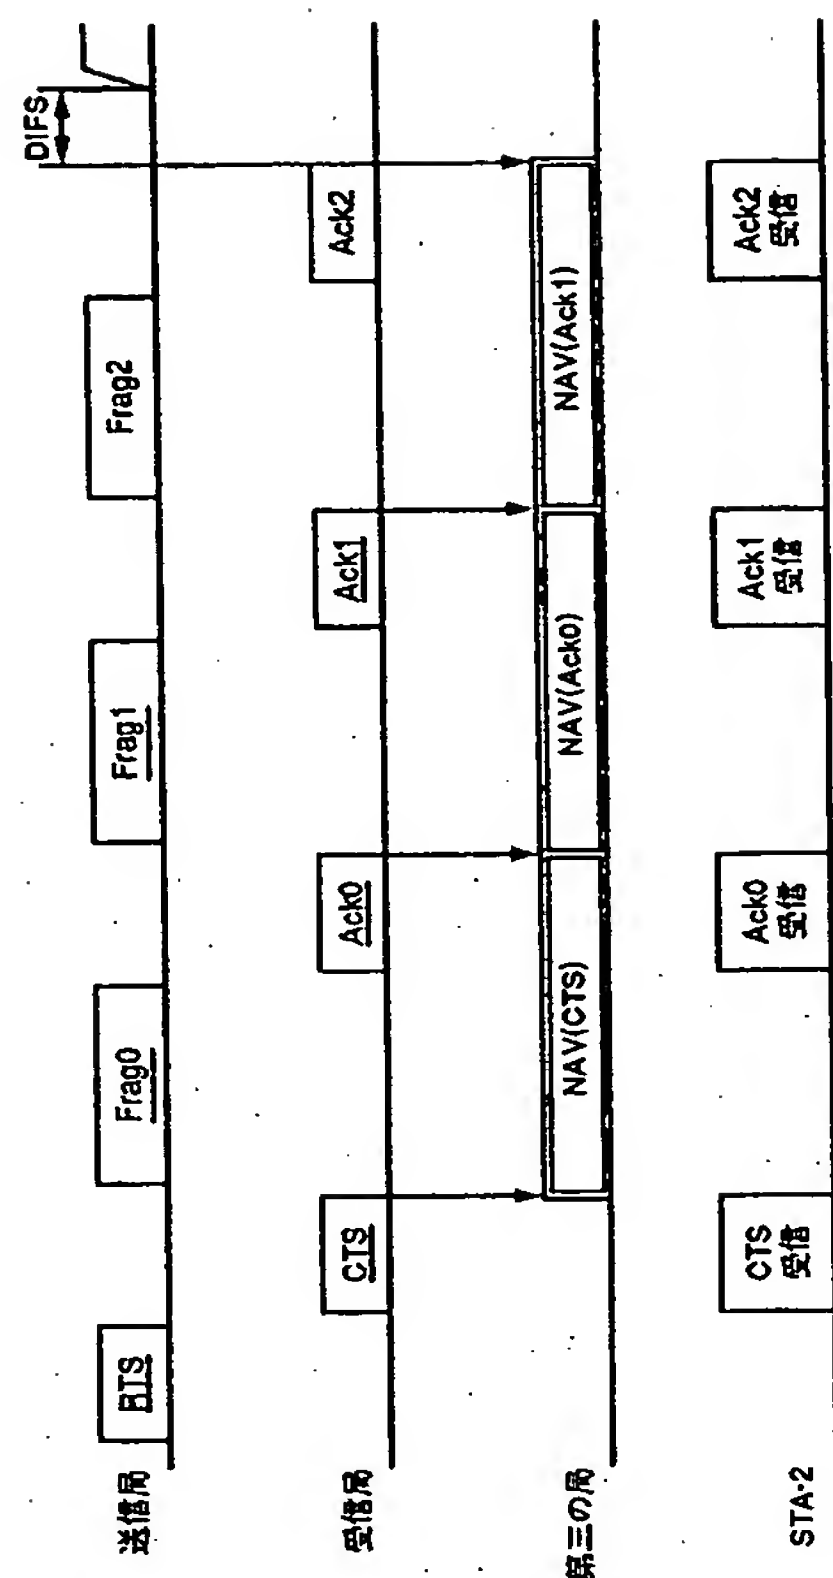 DIFS
送信局
RTS
Frag0
Frag1
Frag2
受信局
CTS
Ack0
Ack1
Ack2
第三の局
NAV(CTS)
NAV(Ack0)
NAV(Ack1)
STA-2
CTS
受信
Ack0
受信
Ack1
受信
Ack2
受信